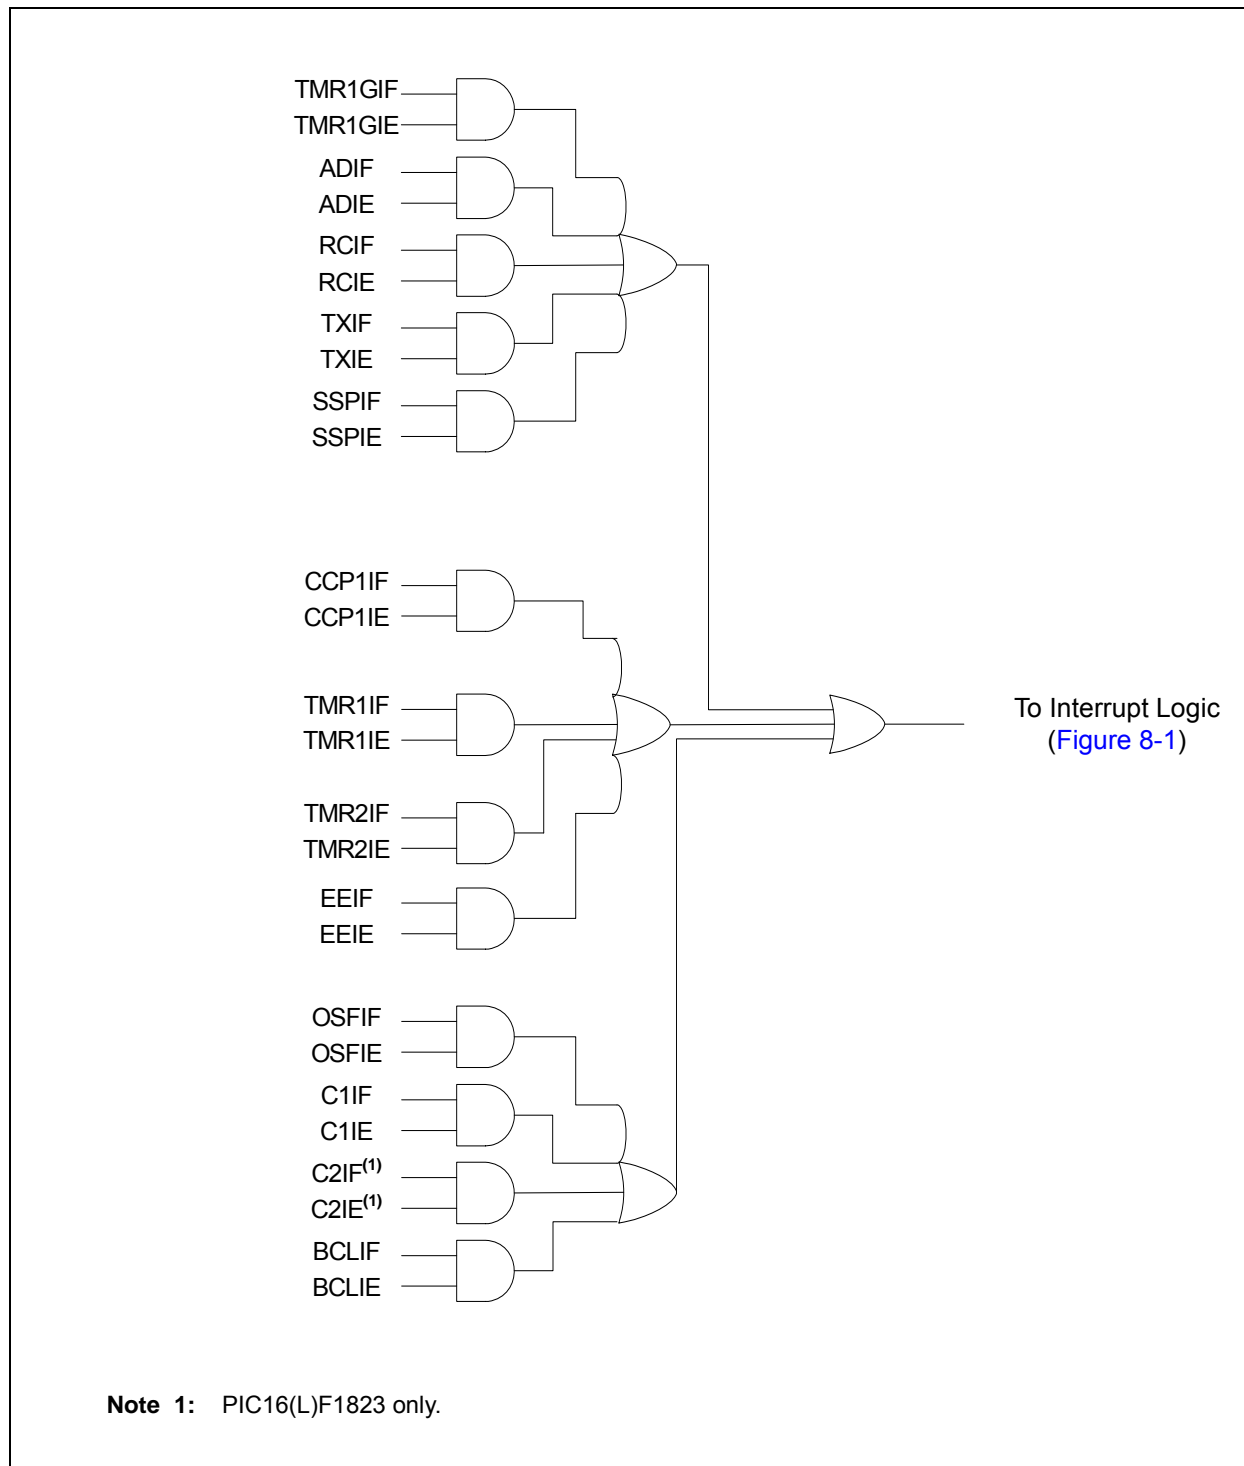 TMR1GIF
TMR1GIE
ADIF
ADIE
RCIF
RCIE
TXIF
TXIE
SSPIF
SSPIE
CCP1IF
CCP1IE
TMR1IF
TMR1IE
To Interrupt Logic
(Figure 8-1)
TMR2IF
TMR2IE
EEIF
EEIE
OSFIF
OSFIE
C1IF
C1IE
C2IF(1)
C2IE(1)
BCLIF
BCLIE
Note 1: PIC16(L)F1823 only.